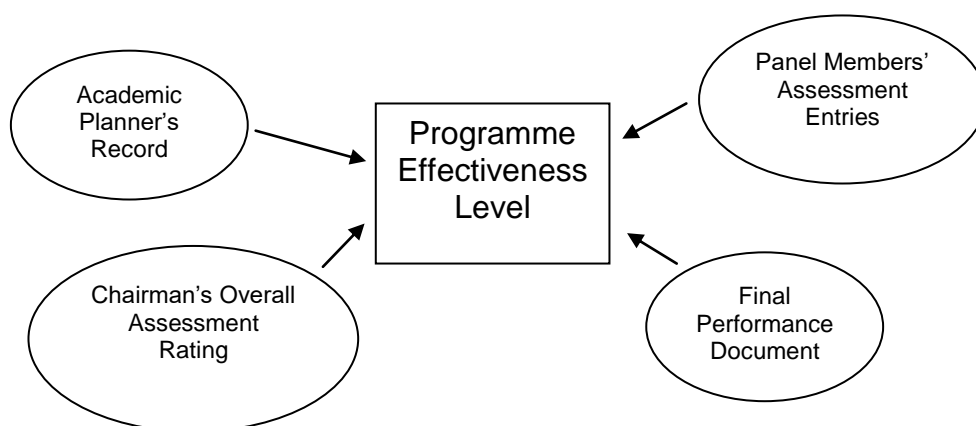 Academic
Planner’s
Record
Programme
Effectiveness
Level
Panel Members’
Assessment
Entries
Chairman’s Overall
Assessment
Rating
Final
Performance
Document